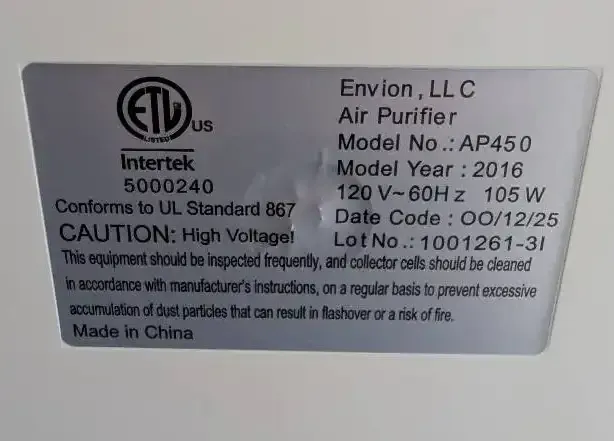 ETL
LISTED
US
Intertek
5000240
Conforms to UL Standard 867
CAUTION: High Voltage!
Envion, LLC
Air Purifier
Model No.: AP450
Model Year : 2016
120 V~60Hz 105 W
Date Code : OO/12/25
Lot No.: 1001261-3I
This equipment should be inspected frequently, and collector cells should be cleaned
in accordance with manufacturer's instructions, on a regular basis to prevent excessive
accumulation of dust particles that can result in flashover or a risk of fire.
Made in China